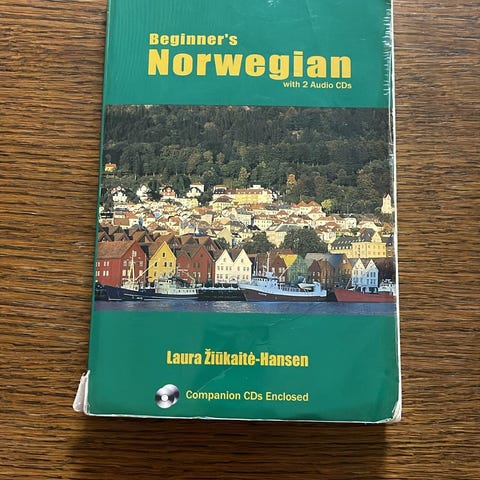 Beginner's
Norwegian
with 2 Audio CDs
Laura Žiūkaitė-Hansen
Companion CDs Enclosed